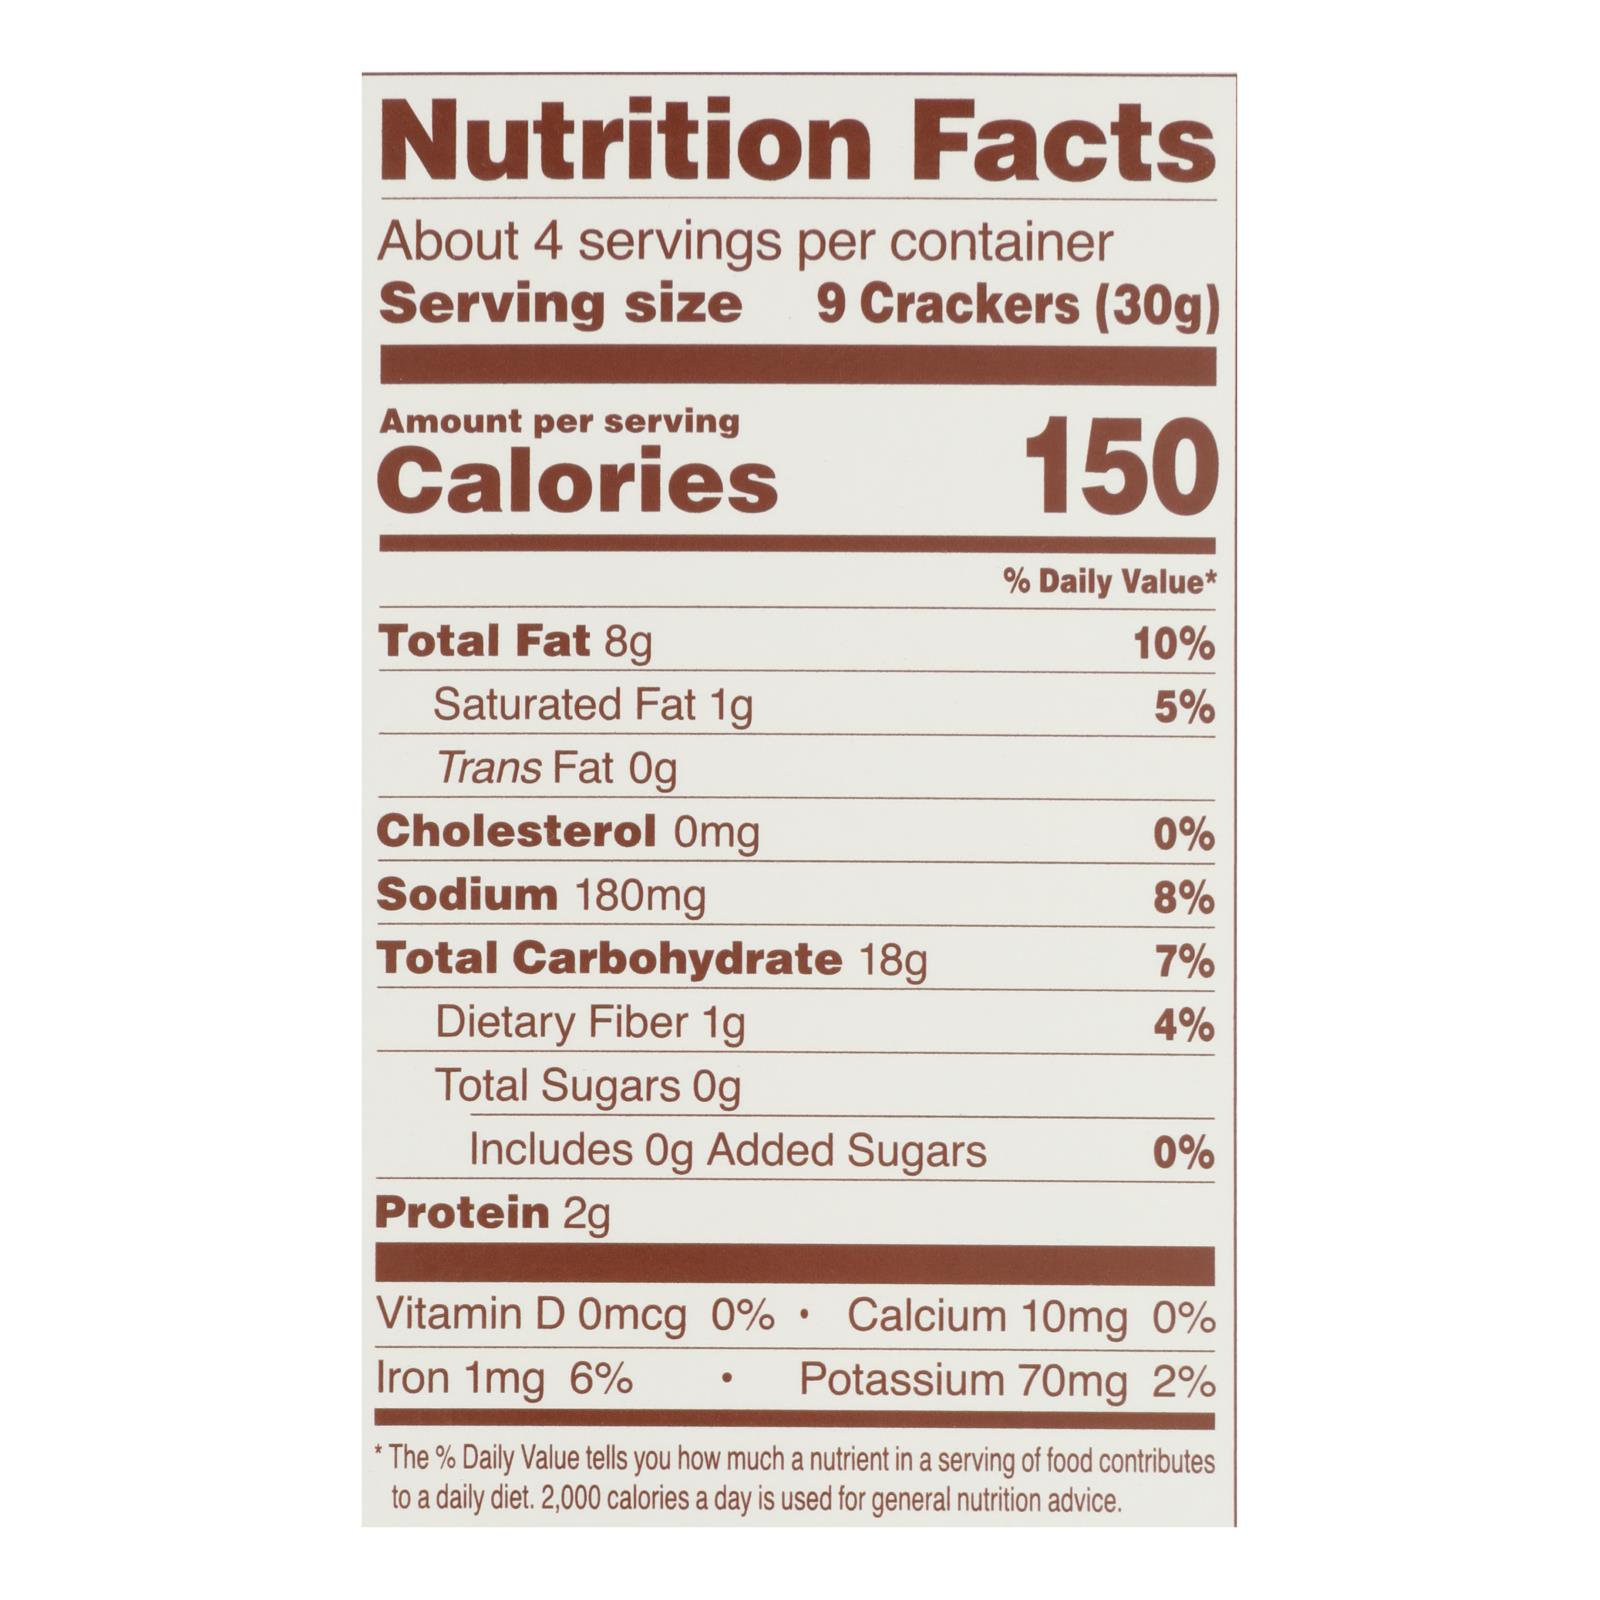 Nutrition Facts
About 4 servings per container
Serving size 9 Crackers (30g)
Amount per serving
Calories 150
% Daily Value*
Total Fat 8g 10%
Saturated Fat 1g 5%
Trans Fat 0g
Cholesterol 0mg 0%
Sodium 180mg 8%
Total Carbohydrate 18g 7%
Dietary Fiber 1g 4%
Total Sugars 0g
Includes 0g Added Sugars 0%
Protein 2g
Vitamin D 0mcg 0% • Calcium 10mg 0%
Iron 1mg 6% • Potassium 70mg 2%
* The % Daily Value tells you how much a nutrient in a serving of food contributes
to a daily diet. 2,000 calories a day is used for general nutrition advice.